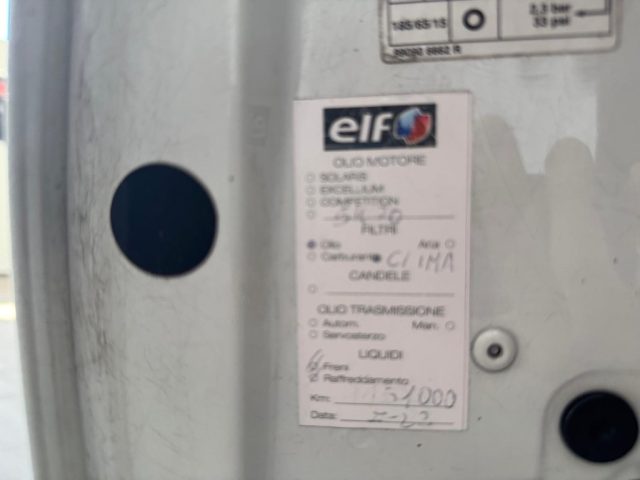 185/65/15 2,3 bar
33 psi
elf
OLIO MOTORE
SOLARIS
EXCELLIUM
COMPETITION
FILTRI
Olio Aria
Carburante CLIMA
CANDELE
OLIO TRASMISSIONE
Autom. Man.
Servosterzo
LIQUIDI
Freni
Raffreddamento
Km:
Data: